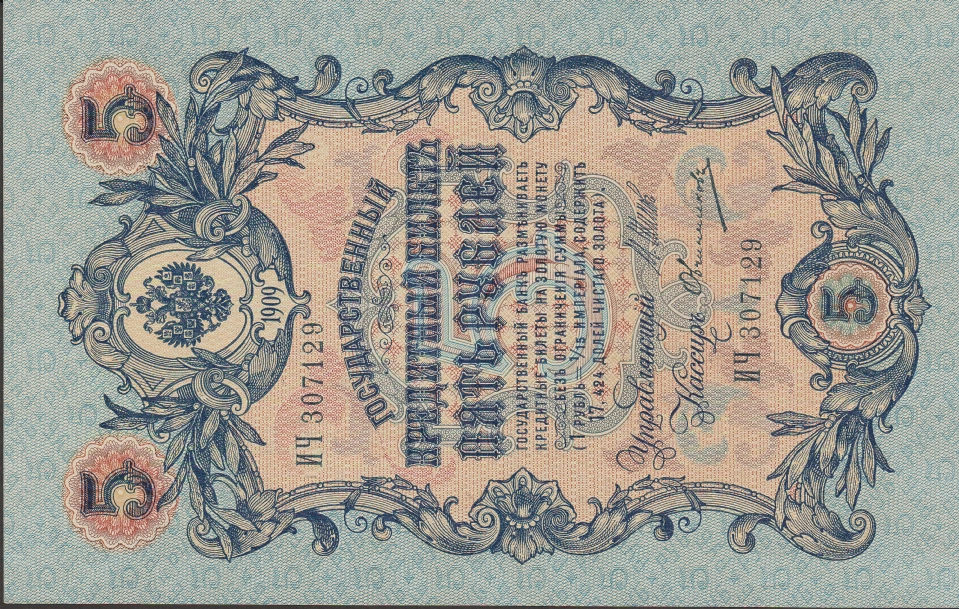 5 5
1909
ИЧ 307129
ГОСУДАРСТВЕННЫЙ
КРЕДИТНЫЙ БИЛЕТЪ
ПЯТЬ РУБЛЕЙ
ГОСУДАРСТВЕННЫЙ БАНКЪ РАЗМѢНИВАЕТЪ
КРЕДИТНЫЕ БИЛЕТЫ НА ЗОЛОТУЮ МОНЕТУ
БЕЗЪ ОГРАНИЧЕНІЯ СУММЫ
(1 РУБЛЬ = 1/15 ИМПЕРІАЛА, СОДЕРЖИТЪ
17,424 ДОЛЕЙ ЧИСТАГО ЗОЛОТА).
Управляющій
Кассиръ
ИЧ 307129
5